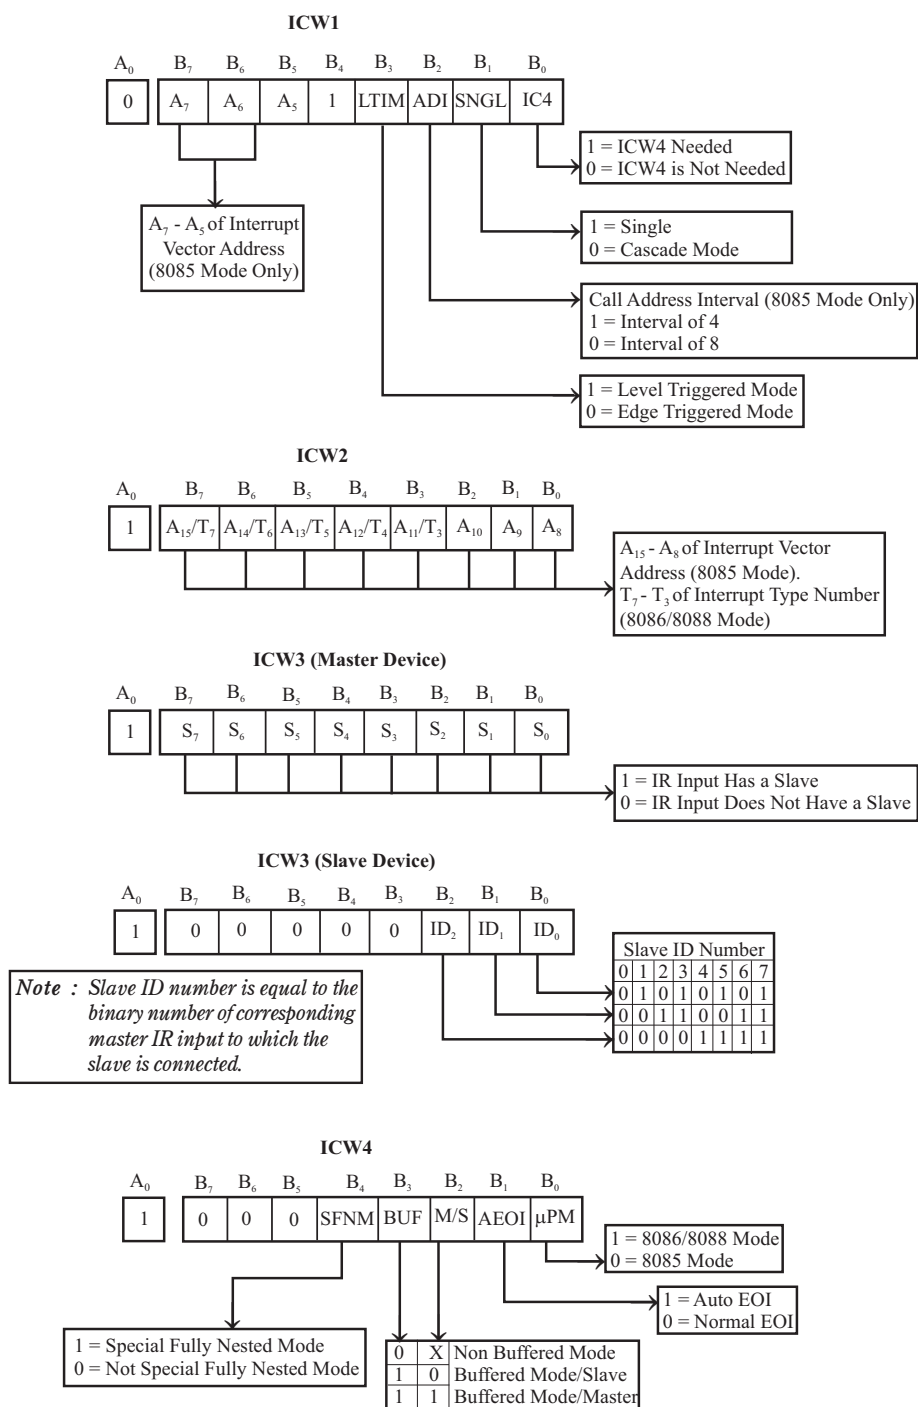 ICW1
A₀ B₇ B₆ B₅ B₄ B₃ B₂ B₁ B₀
0 A₇ A₆ A₅ 1 LTIM ADI SNGL IC4
1 = ICW4 Needed
0 = ICW4 is Not Needed
A₇ - A₅ of Interrupt
Vector Address
(8085 Mode Only)
1 = Single
0 = Cascade Mode
Call Address Interval (8085 Mode Only)
1 = Interval of 4
0 = Interval of 8
1 = Level Triggered Mode
0 = Edge Triggered Mode
ICW2
A₀ B₇ B₆ B₅ B₄ B₃ B₂ B₁ B₀
1 A₁₅/T₇ A₁₄/T₆ A₁₃/T₅ A₁₂/T₄ A₁₁/T₃ A₁₀ A₉ A₈
A₁₅ - A₈ of Interrupt Vector
Address (8085 Mode).
T₇ - T₃ of Interrupt Type Number
(8086/8088 Mode)
ICW3 (Master Device)
A₀ B₇ B₆ B₅ B₄ B₃ B₂ B₁ B₀
1 S₇ S₆ S₅ S₄ S₃ S₂ S₁ S₀
1 = IR Input Has a Slave
0 = IR Input Does Not Have a Slave
ICW3 (Slave Device)
A₀ B₇ B₆ B₅ B₄ B₃ B₂ B₁ B₀
1 0 0 0 0 0 ID₂ ID₁ ID₀
Slave ID Number
0 1 2 3 4 5 6 7
0 1 0 1 0 1 0 1
0 0 1 1 0 0 1 1
0 0 0 0 1 1 1 1
Note : Slave ID number is equal to the
binary number of corresponding
master IR input to which the
slave is connected.
ICW4
A₀ B₇ B₆ B₅ B₄ B₃ B₂ B₁ B₀
1 0 0 0 SFNM BUF M/S AEOI µPM
1 = 8086/8088 Mode
0 = 8085 Mode
1 = Auto EOI
0 = Normal EOI
1 = Special Fully Nested Mode
0 = Not Special Fully Nested Mode
0 X Non Buffered Mode
1 0 Buffered Mode/Slave
1 1 Buffered Mode/Master